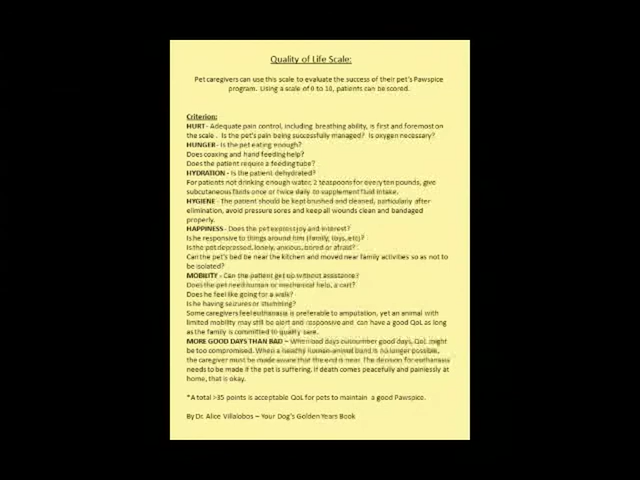 Quality of Life Scale:
Pet caregivers can use this scale to evaluate the success of their pet's Pawspice
program. Using a scale of 0 to 10, patients can be scored.
Criterion:
HURT - Adequate pain control, including breathing ability, is first and foremost on
the scale . Is the pet's pain being successfully managed? Is oxygen necessary?
HUNGER - Is the pet eating enough?
Does coaxing and hand feeding help?
Does the patient require a feeding tube?
HYDRATION - Is the patient dehydrated?
For patients not drinking enough water, 2 teaspoons for every ten pounds, give
subcutaneous fluids once or twice daily to supplement fluid intake.
HYGIENE - The patient should be kept brushed and cleaned, particularly after
elimination, avoid pressure sores and keep all wounds clean and bandaged
properly.
HAPPINESS - Does the pet express joy and interest?
Is he responsive to things around him (family, toys, etc)?
Is the pet depressed, lonely, anxious, bored or afraid?
Can the pet's bed be near the kitchen and moved near family activities so as not to
be isolated?
MOBILITY - Can the patient get up without assistance?
Does the pet need human or mechanical help, a cart?
Does he feel like going for a walk?
Is he having seizures or stumbling?
Some caregivers feel euthanasia is preferable to amputation, yet an animal with
limited mobility may still be alert and responsive and can have a good QoL as long
as the family is committed to quality care.
MORE GOOD DAYS THAN BAD – When bad days outnumber good days, QoL might
be too compromised. When a healthy human-animal bond is no longer possible,
the caregiver must be made aware that the end is near. The decision for euthanasia
needs to be made if the pet is suffering. If death comes peacefully and painlessly at
home, that is okay.
*A total >35 points is acceptable QoL for pets to maintain a good Pawspice.
By Dr. Alice Villalobos – Your Dog's Golden Years Book